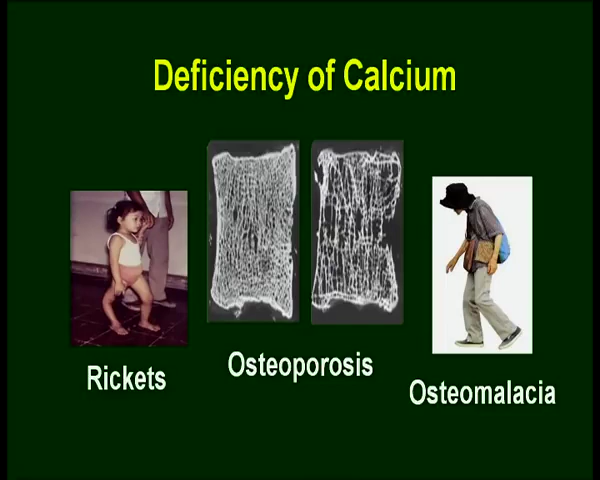 Deficiency of Calcium
Rickets
Osteoporosis
Osteomalacia